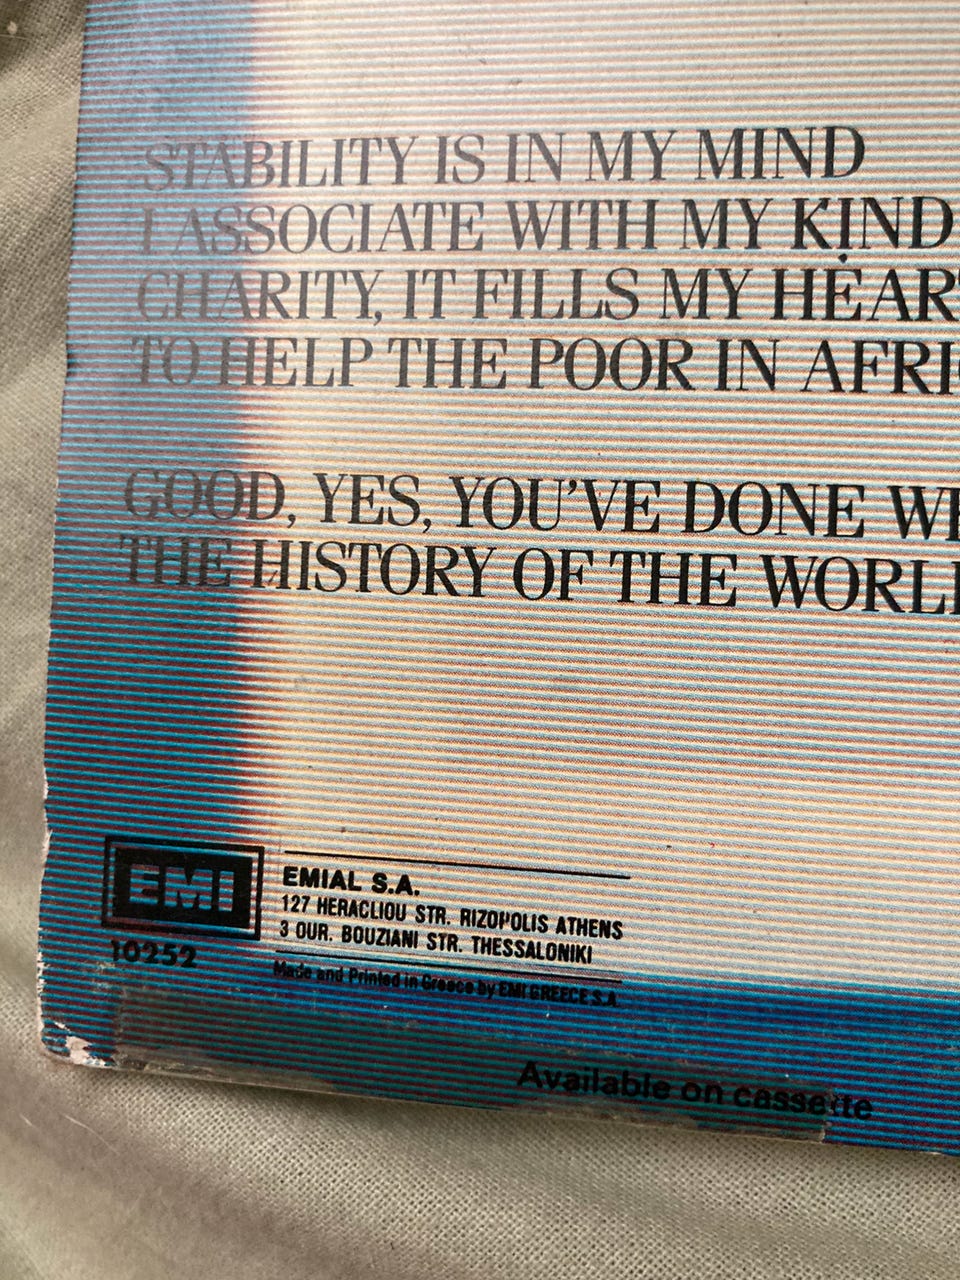 STABILITY IS IN MY MIND
I ASSOCIATE WITH MY KIND
CHARITY, IT FILLS MY HEART
TO HELP THE POOR IN AFRI
GOOD, YES, YOU'VE DONE WE
THE HISTORY OF THE WORL
EMI
10252
EMIAL S.A.
127 HERACLIOU STR. RIZOPOLIS ATHENS
3 OUR. BOUZIANI STR. THESSALONIKI
Made and Printed in Greece by EMI GREECE S.A.
Available on cassette